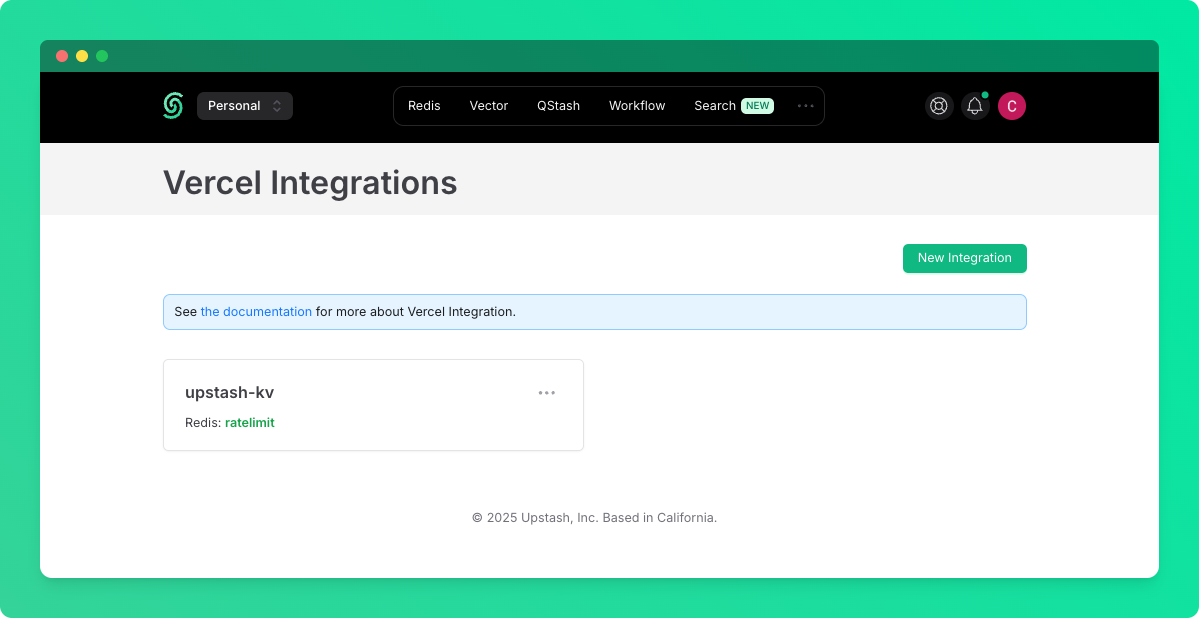 Personal
Redis Vector QStash Workflow Search NEW
C
Vercel Integrations
New Integration
See the documentation for more about Vercel Integration.
upstash-kv
Redis: ratelimit
© 2025 Upstash, Inc. Based in California.